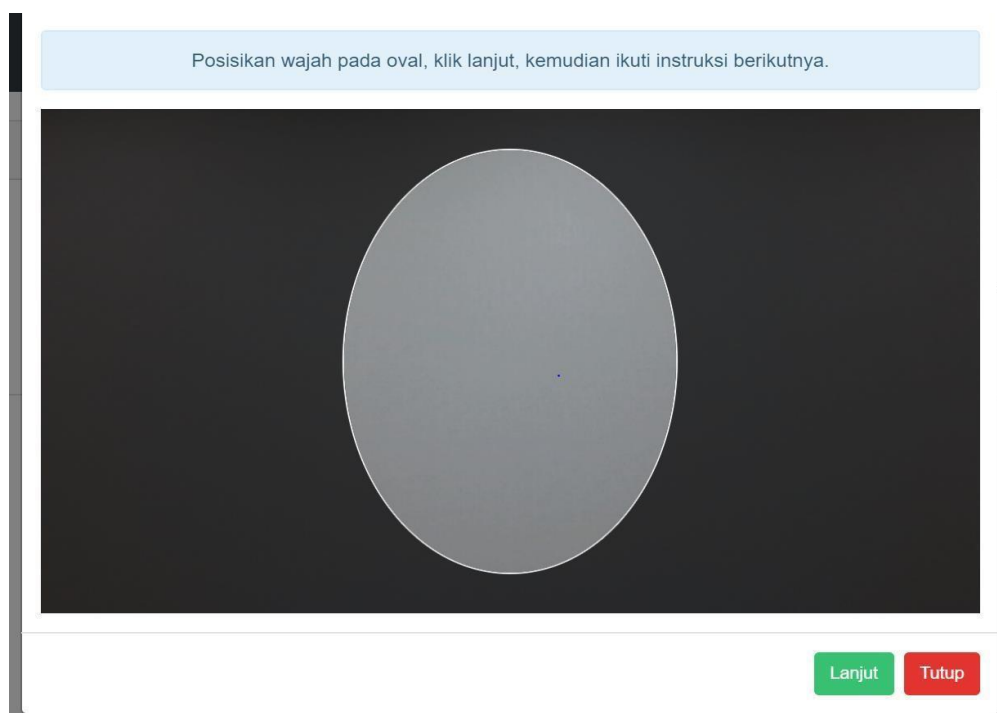 Posisikan wajah pada oval, klik lanjut, kemudian ikuti instruksi berikutnya.
Lanjut
Tutup